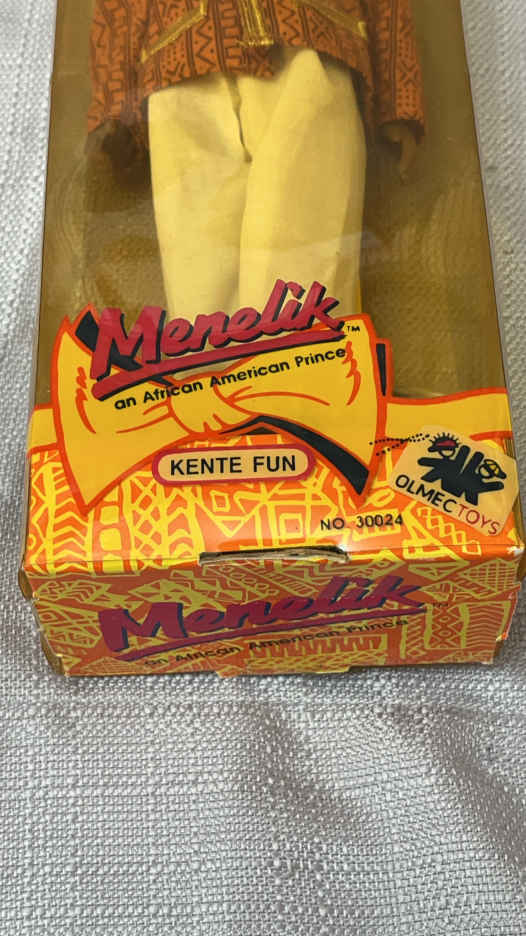 Menelik™
an African American Prince
KENTE FUN
NO. 30024
OLMECTOYS
Menelik™
an African American Prince